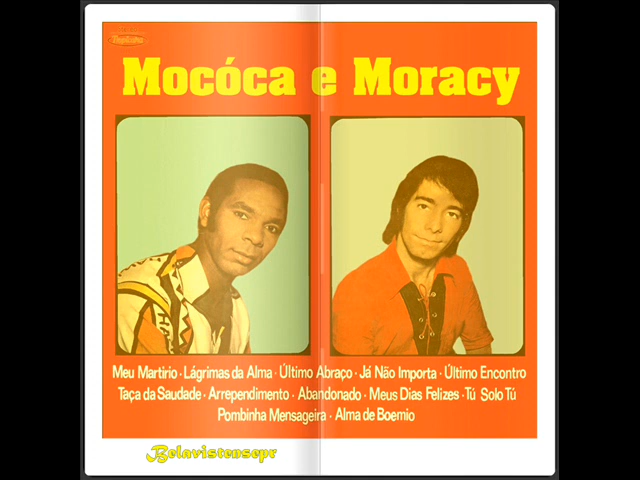 Mocóca e Moracy
Meu Martirio · Lágrimas da Alma · Último Abraço · Já Não Importa · Último Encontro
Taça da Saudade · Arrependimento · Abandonado · Meus Dias Felizes · Tú Solo Tú
Pombinha Mensageira · Alma de Boemio
Belavistensepr